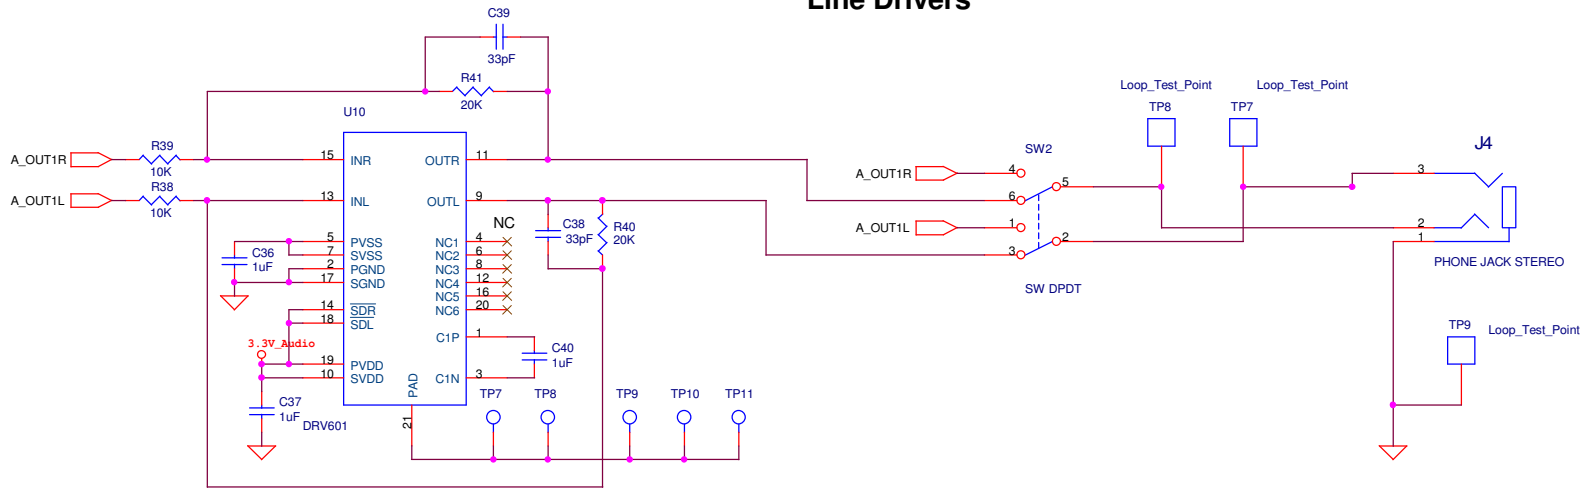 Line Drivers
C39
33pF
R41
20K
Loop_Test_Point
Loop_Test_Point
TP8
TP7
U10
R39
A_OUT1R
10K
15
INR
OUTR
11
SW2
J4
R38
A_OUT1R
4
5
3
A_OUT1L
10K
13
INL
OUTL
9
6
NC
C38
33pF
R40
20K
A_OUT1L
1
2
2
1
3
5
PVSS
NC1
4
C36
1uF
7
SVSS
NC2
6
2
PGND
NC3
8
PHONE JACK STEREO
17
SGND
NC4
12
SW DPDT
NC5
16
14
SDR
NC6
20
18
SDL
TP9
Loop_Test_Point
3.3V_Audio
C1P
1
C40
1uF
19
PVDD
10
SVDD
C1N
3
PAD
21
TP7
TP8
TP9
TP10
TP11
C37
1uF
DRV601